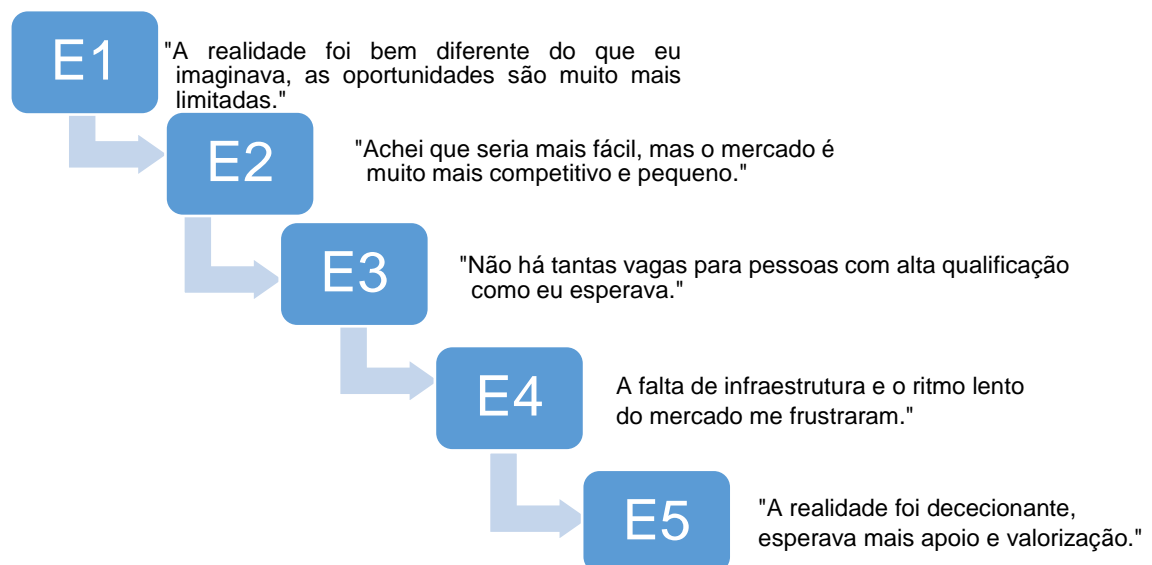 E1
"A realidade foi bem diferente do que eu
imaginava, as oportunidades são muito mais
limitadas."
E2
"Achei que seria mais fácil, mas o mercado é
muito mais competitivo e pequeno."
E3
"Não há tantas vagas para pessoas com alta qualificação
como eu esperava."
E4
A falta de infraestrutura e o ritmo lento
do mercado me frustraram."
E5
"A realidade foi dececionante,
esperava mais apoio e valorização."